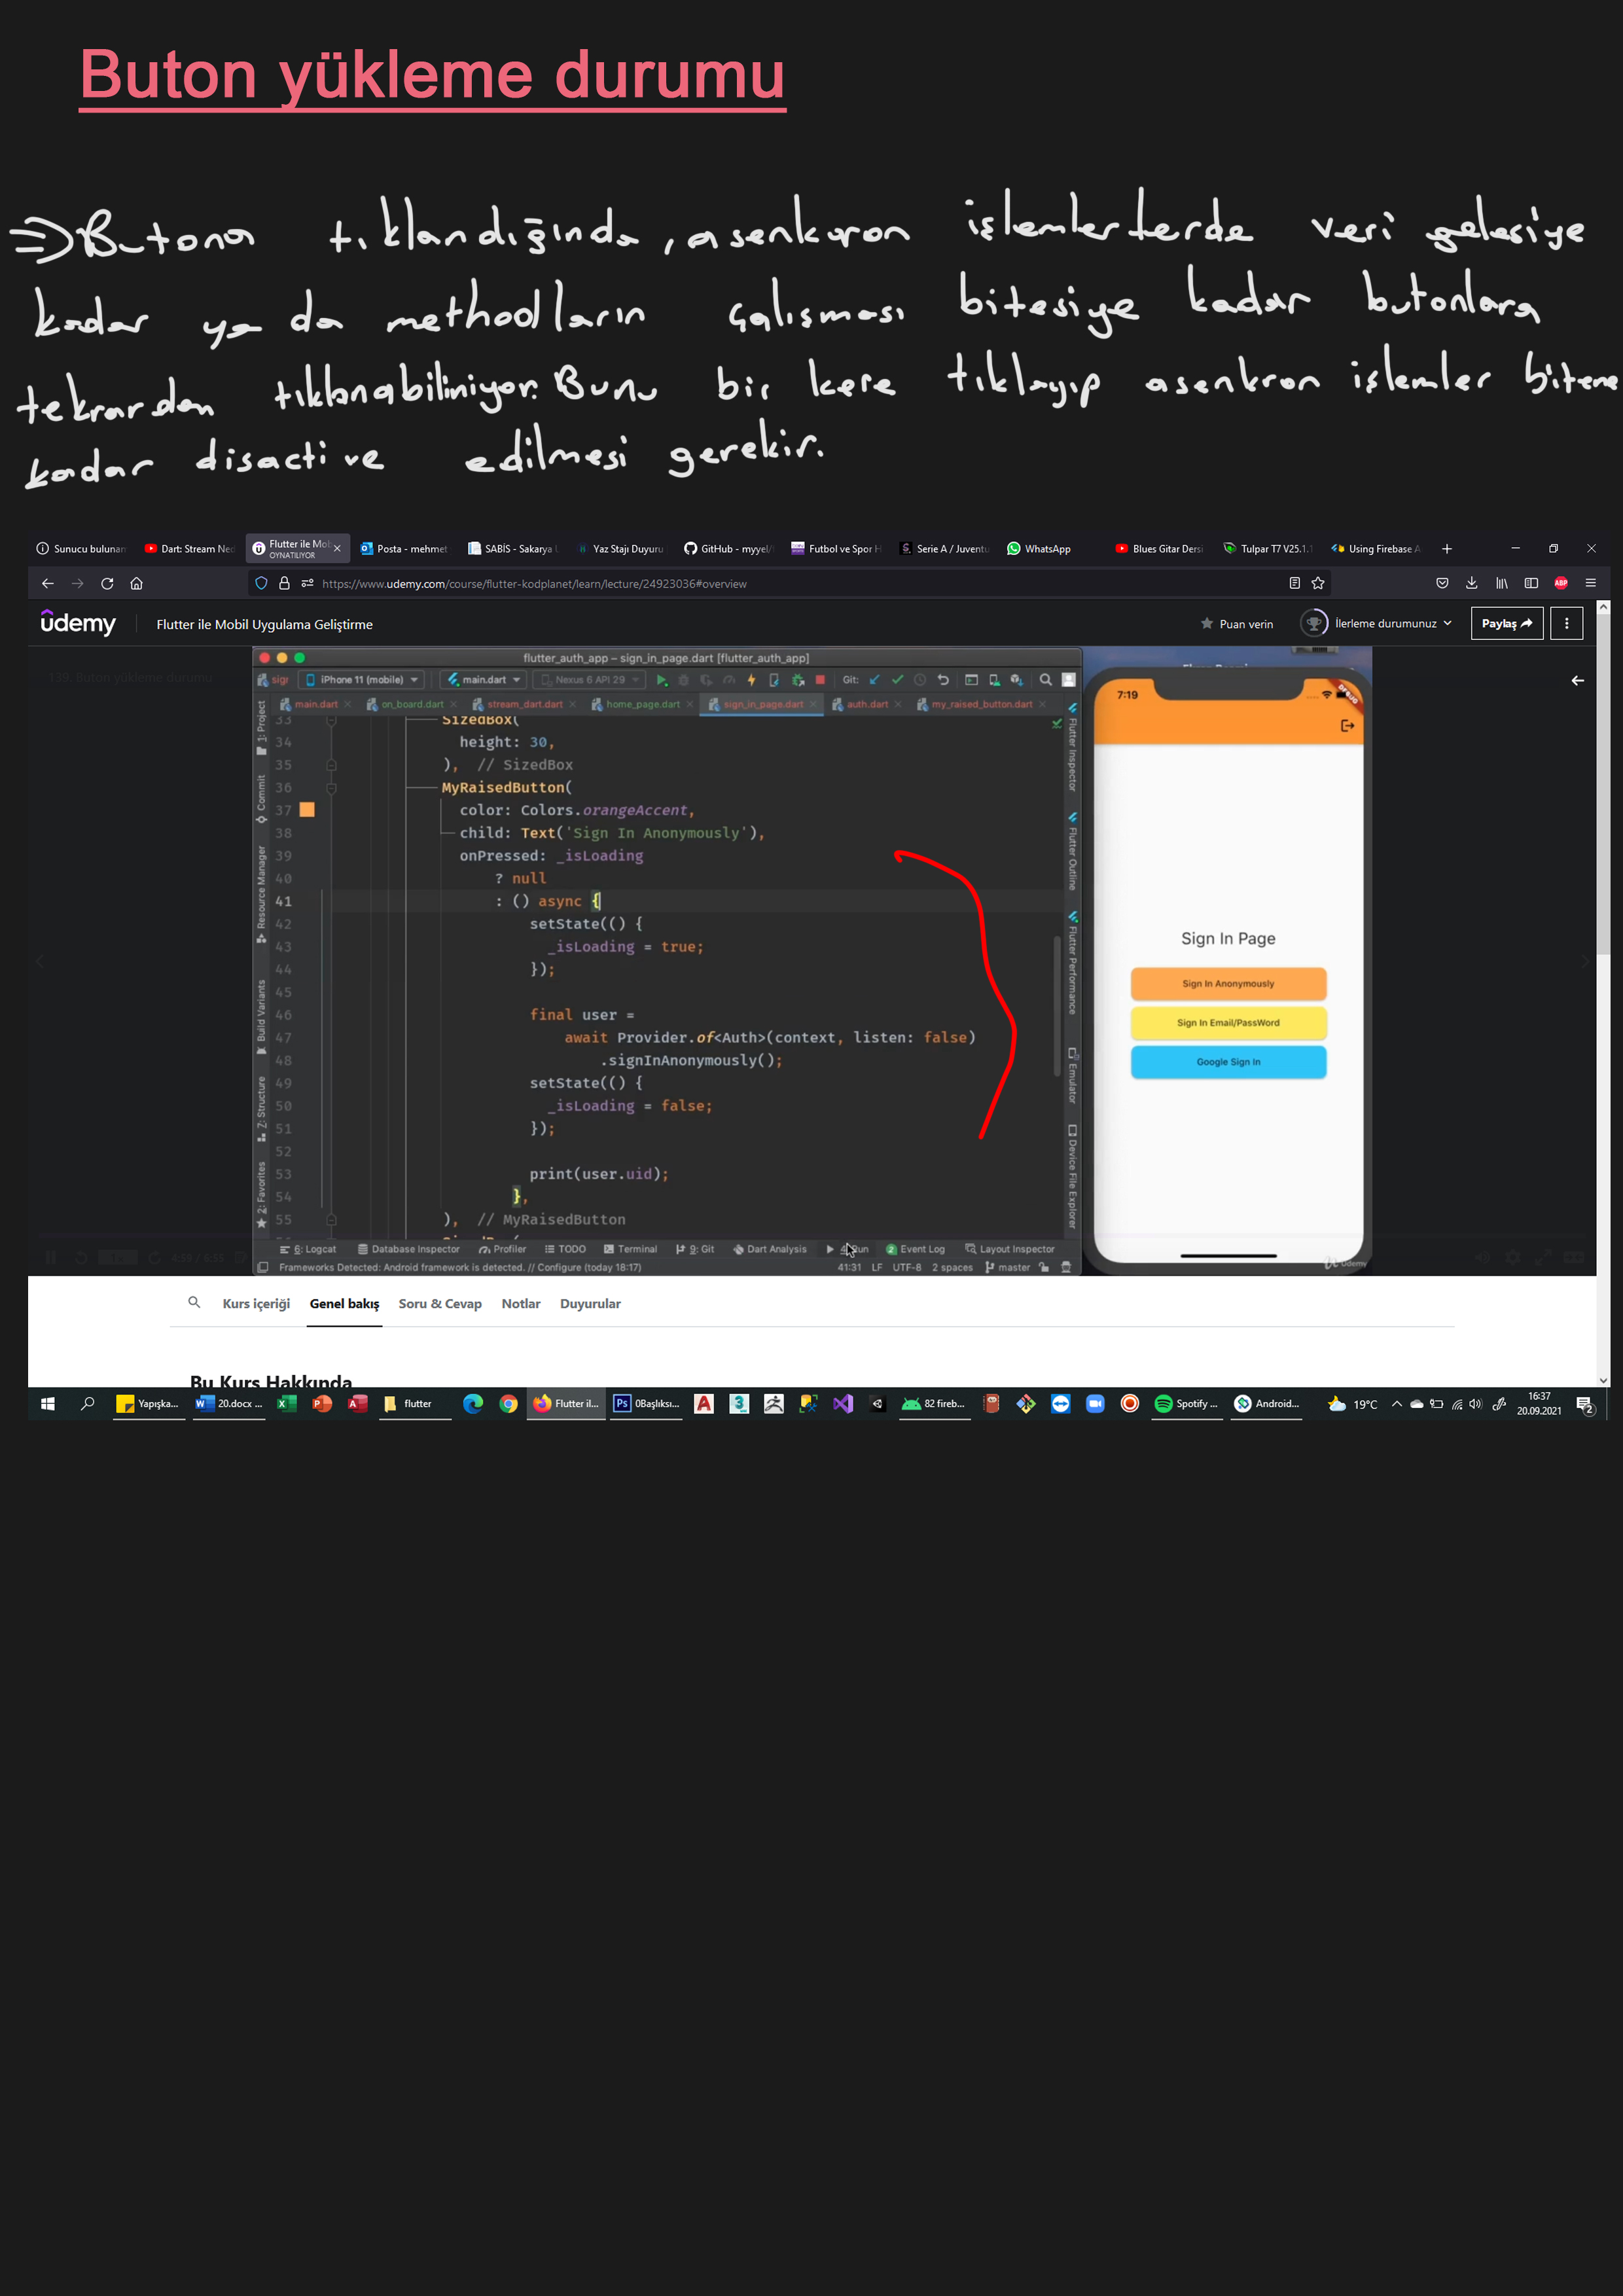 Buton yükleme durumu
=> Butona tıklandığında, asenkoron işlemlerlerde veri gelesiye
kadar ya da methodların çalışması bitesiye kadar butonlara
tekrardan tıklanabiliniyor. Bunu bir kere tıklayıp asenkron işlemler bitene
kadar disactive edilmesi gerekir.
Sunucu bulunan Dart: Stream Ned Flutter ile Mob Posta - mehmet SABİS - Sakarya Ü Yaz Stajı Duyuru GitHub - myyel/ Futbol ve Spor H Serie A / Juventu WhatsApp Blues Gitar Dersi Tulpar T7 V25.1.1 Using Firebase A
OYNATILIYOR
https://www.udemy.com/course/flutter-kodplanet/learn/lecture/24923036#overview
ABP
ûdemy Flutter ile Mobil Uygulama Geliştirme Puan verin İlerleme durumunuz Paylaş
139. Buton yükleme durumu
flutter_auth_app – sign_in_page.dart [flutter_auth_app]
sigr iPhone 11 (mobile) main.dart Nexus 6 API 29 Git:
main.dart on_board.dart stream_dart.dart home_page.dart sign_in_page.dart auth.dart my_raised_button.dart
33 SizedBox(
34 height: 30,
35 ), // SizedBox
36 MyRaisedButton(
37 color: Colors.orangeAccent,
38 child: Text('Sign In Anonymously'),
39 onPressed: _isLoading
40 ? null
41 : () async {
42 setState(() {
43 _isLoading = true;
44 });
45
46 final user =
47 await Provider.of<Auth>(context, listen: false)
48 .signInAnonymously();
49 setState(() {
50 _isLoading = false;
51 });
52
53 print(user.uid);
54 },
55 ), // MyRaisedButton
1: Project
Commit
Resource Manager
Build Variants
Z: Structure
2: Favorites
Flutter Inspector
Flutter Outline
Flutter Performance
Emulator
Device File Explorer
7:19
Sign In Page
Sign In Anonymously
Sign In Email/PassWord
Google Sign In
Udemy
4:59 / 6:55
6: Logcat Database Inspector Profiler TODO Terminal 9: Git Dart Analysis 4: Run 2 Event Log Layout Inspector
Frameworks Detected: Android framework is detected. // Configure (today 18:17) 41:31 LF UTF-8 2 spaces master
Kurs içeriği Genel bakış Soru & Cevap Notlar Duyurular
Bu Kurs Hakkında
Yapışka... 20.docx ... flutter Flutter il... 0Başlıksı... 82 fireb... Spotify ... Android... 19°C 16:37
20.09.2021 2